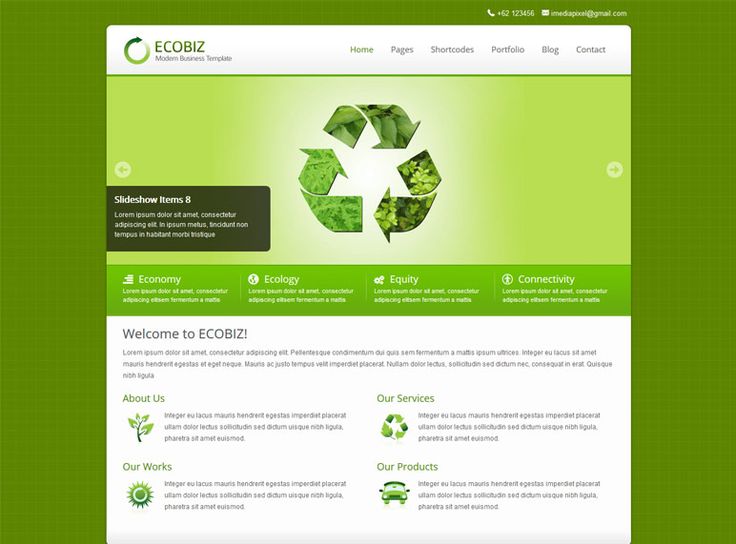 +62 123456 imediapixel@gmail.com
ECOBIZ
Modern Business Template
Home Pages Shortcodes Portfolio Blog Contact
Slideshow Items 8
Lorem ipsum dolor sit amet, consectetur
adipiscing elit. In ipsum metus, tincidunt non
tempus in habitant morbi tristique
Economy
Lorem ipsum dolor sit amet, consectetur
adipiscing elitsem fermentum a mattis
Ecology
Lorem ipsum dolor sit amet, consectetur
adipiscing elitsem fermentum a mattis
Equity
Lorem ipsum dolor sit amet, consectetur
adipiscing elitsem fermentum a mattis
Connectivity
Lorem ipsum dolor sit amet, consectetur
adipiscing elitsem fermentum a mattis
Welcome to ECOBIZ!
Lorem ipsum dolor sit amet, consectetur adipiscing elit. Pellentesque condimentum dui quis sem fermentum a mattis ipsum ultrices. Integer eu lacus amet
mauris hendrerit egestas et eget neque. Mauris ac justo tempus velit imperdiet placerat. Nullam dolor lectus, sollicitudin sed dictum nec, consequat in erat. Quisque
nibh ligula
About Us
Integer eu lacus mauris hendrerit egestas imperdiet placerat
ullam dolor lectus sollicitudin sed dictum uisque nibh ligula,
pharetra sit amet euismod.
Our Services
Integer eu lacus mauris hendrerit egestas imperdiet placerat
ullam dolor lectus sollicitudin sed dictum uisque nibh ligula,
pharetra sit amet euismod.
Our Works
Integer eu lacus mauris hendrerit egestas imperdiet placerat
ullam dolor lectus sollicitudin sed dictum uisque nibh ligula,
pharetra sit amet euismod.
Our Products
Integer eu lacus mauris hendrerit egestas imperdiet placerat
ullam dolor lectus sollicitudin sed dictum uisque nibh ligula,
pharetra sit amet euismod.